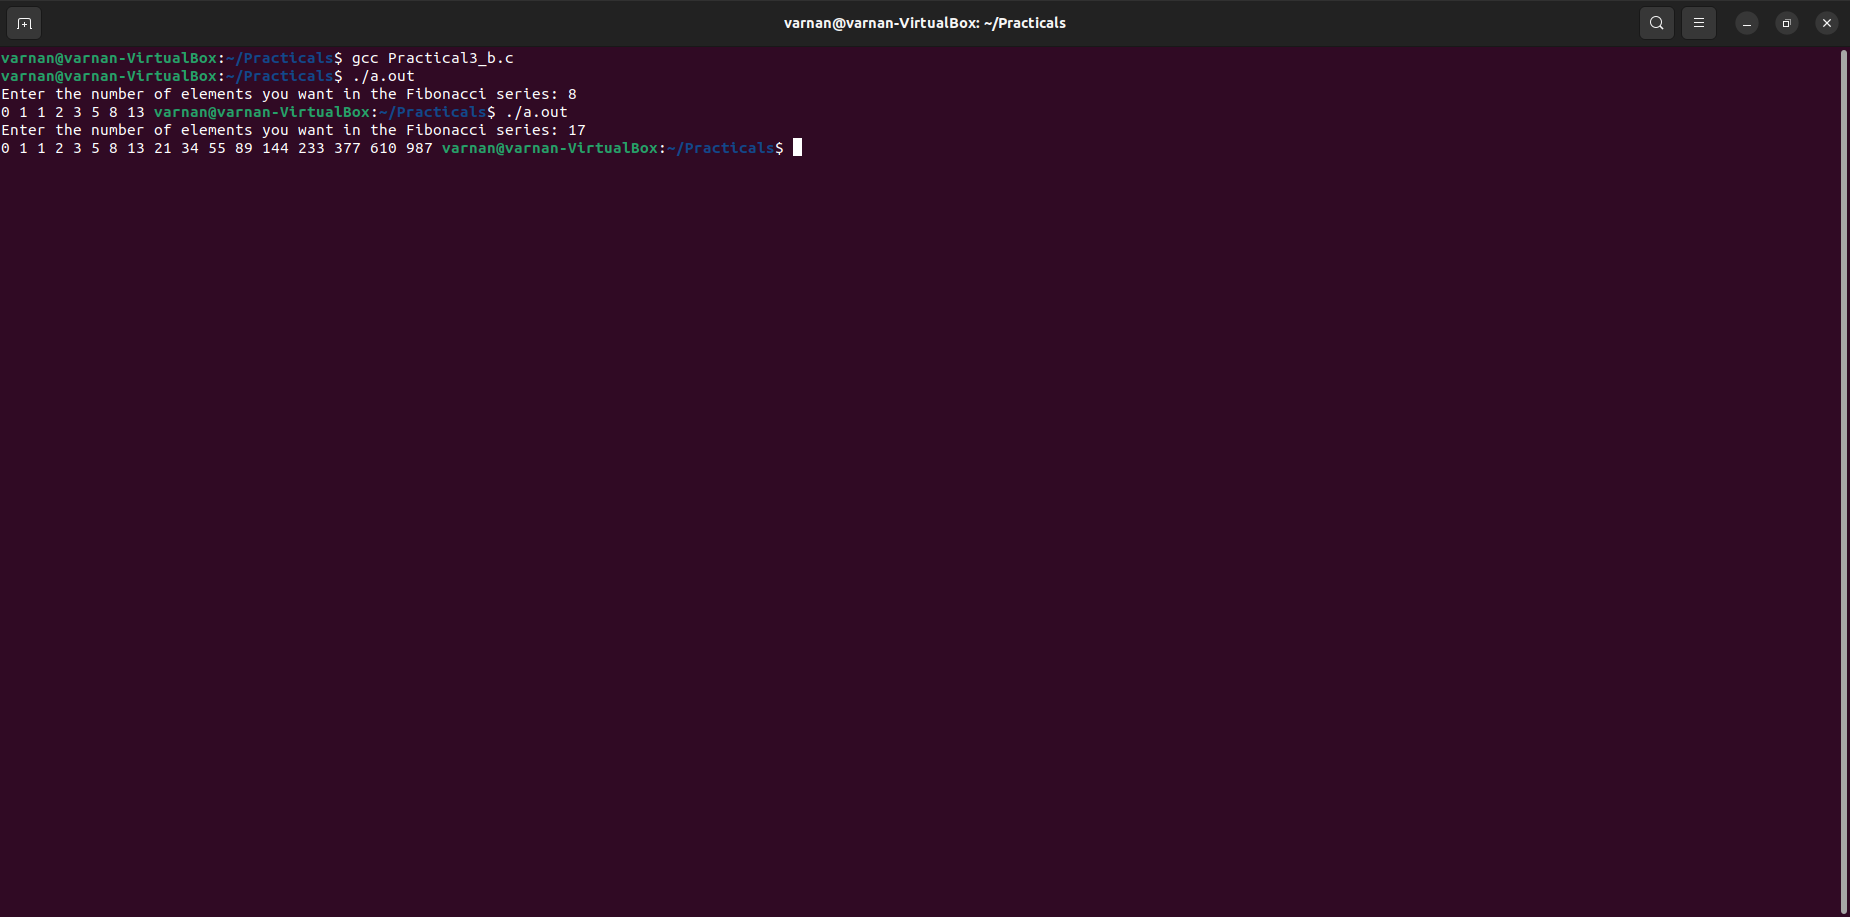 varnan@varnan-VirtualBox: ~/Practicals
varnan@varnan-VirtualBox:~/Practicals$ gcc Practical3_b.c
varnan@varnan-VirtualBox:~/Practicals$ ./a.out
Enter the number of elements you want in the Fibonacci series: 8
0 1 1 2 3 5 8 13 varnan@varnan-VirtualBox:~/Practicals$ ./a.out
Enter the number of elements you want in the Fibonacci series: 17
0 1 1 2 3 5 8 13 21 34 55 89 144 233 377 610 987 varnan@varnan-VirtualBox:~/Practicals$